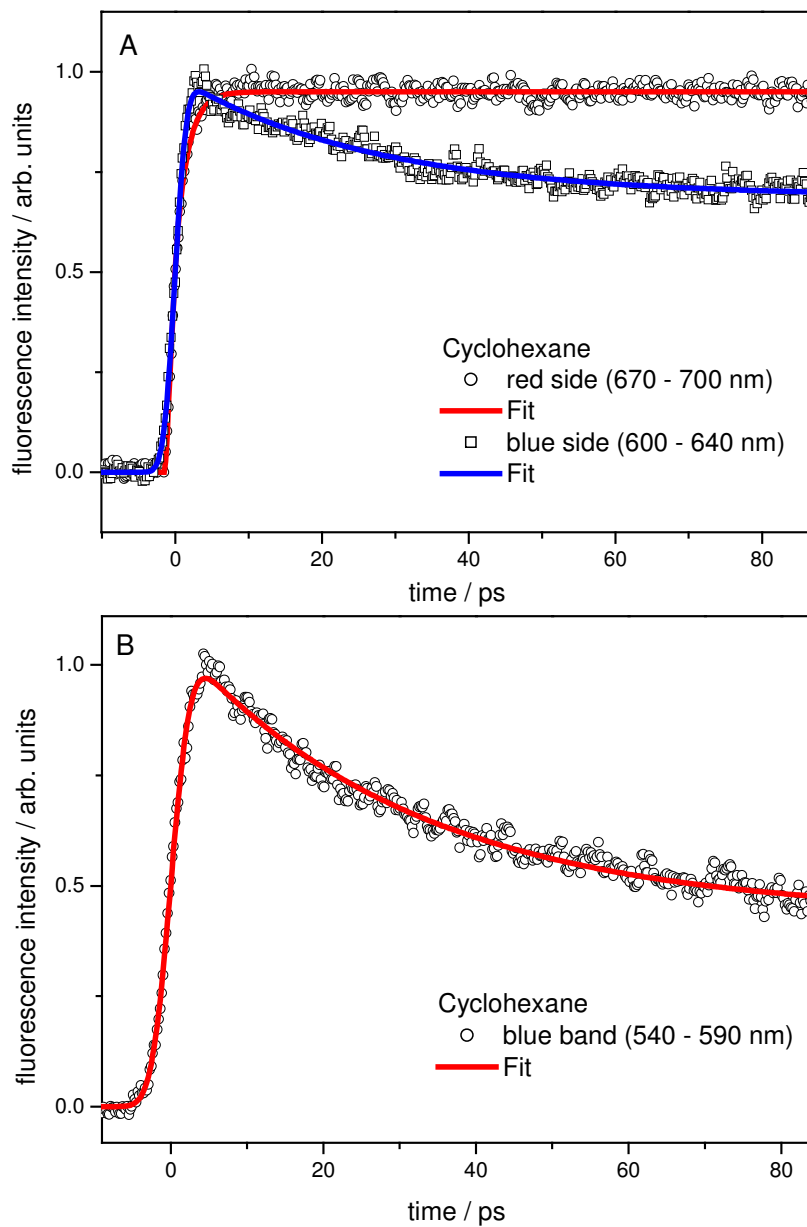 A
1.0
0.5
0.0
fluorescence intensity / arb. units
Cyclohexane
red side (670 - 700 nm)
Fit
blue side (600 - 640 nm)
Fit
0 20 40 60 80
time / ps
B
1.0
0.5
0.0
fluorescence intensity / arb. units
Cyclohexane
blue band (540 - 590 nm)
Fit
0 20 40 60 80
time / ps